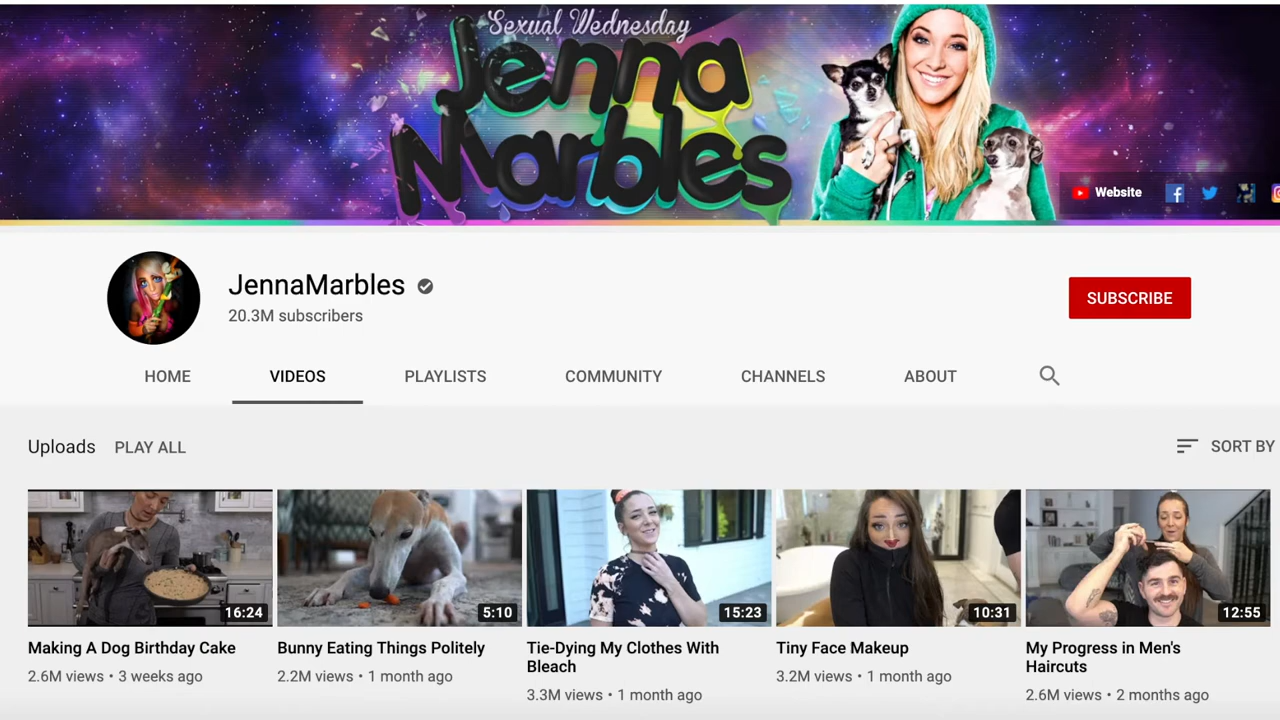 Sexual Wednesday
Jenna
Marbles
Website
JennaMarbles
20.3M subscribers
SUBSCRIBE
HOME VIDEOS PLAYLISTS COMMUNITY CHANNELS ABOUT
Uploads PLAY ALL SORT BY
16:24 5:10 15:23 10:31 12:55
Making A Dog Birthday Cake
2.6M views • 3 weeks ago
Bunny Eating Things Politely
2.2M views • 1 month ago
Tie-Dying My Clothes With
Bleach
3.3M views • 1 month ago
Tiny Face Makeup
3.2M views • 1 month ago
My Progress in Men's
Haircuts
2.6M views • 2 months ago